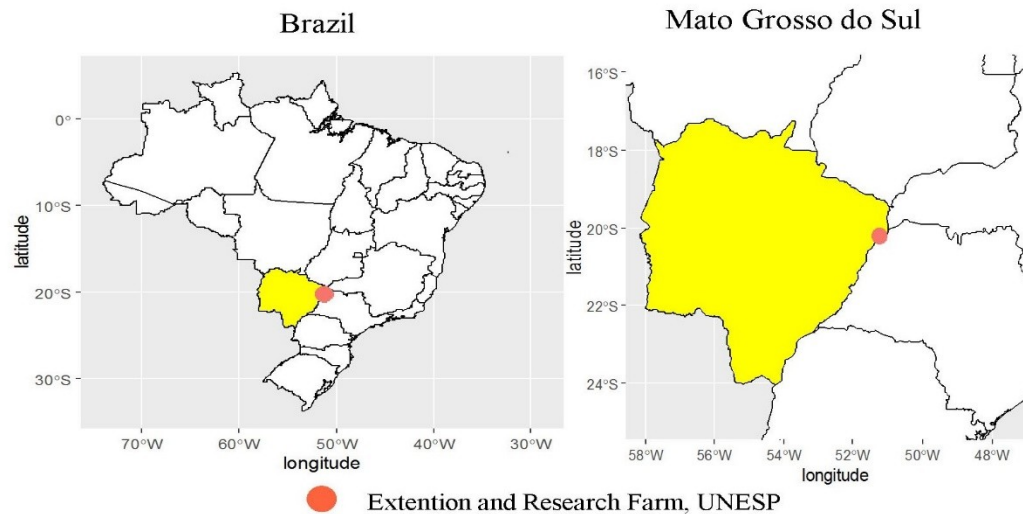 Brazil
Mato Grosso do Sul
latitude
0°
10°S
20°S
30°S
70°W
60°W
50°W
40°W
30°W
longitude
latitude
16°S
18°S
20°S
22°S
24°S
58°W
56°W
54°W
52°W
50°W
48°W
longitude
Extention and Research Farm, UNESP